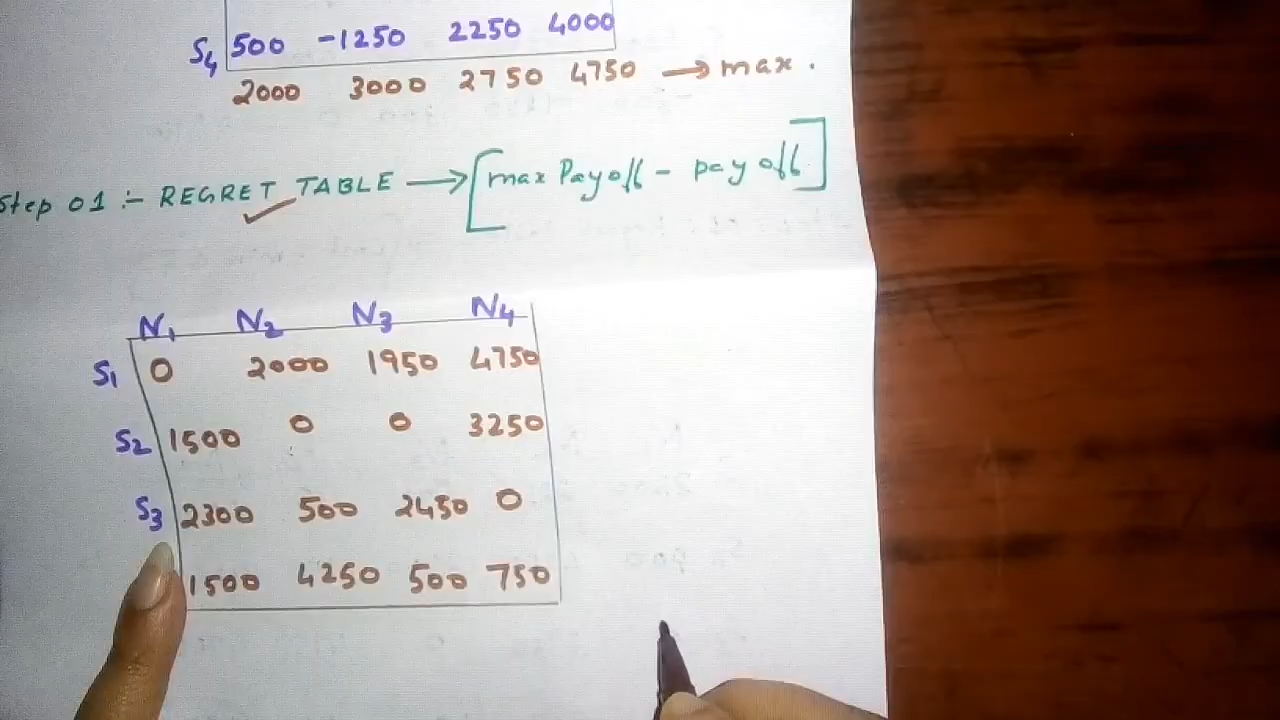 S4 500 -1250 2250 4000
2000 3000 2750 4750 → max.
Step 01 :- REGRET TABLE → [max Payoff - pay off]
N1 N2 N3 N4
S1 0 2000 1950 4750
S2 1500 0 0 3250
S3 2300 500 2450 0
1500 4250 500 750